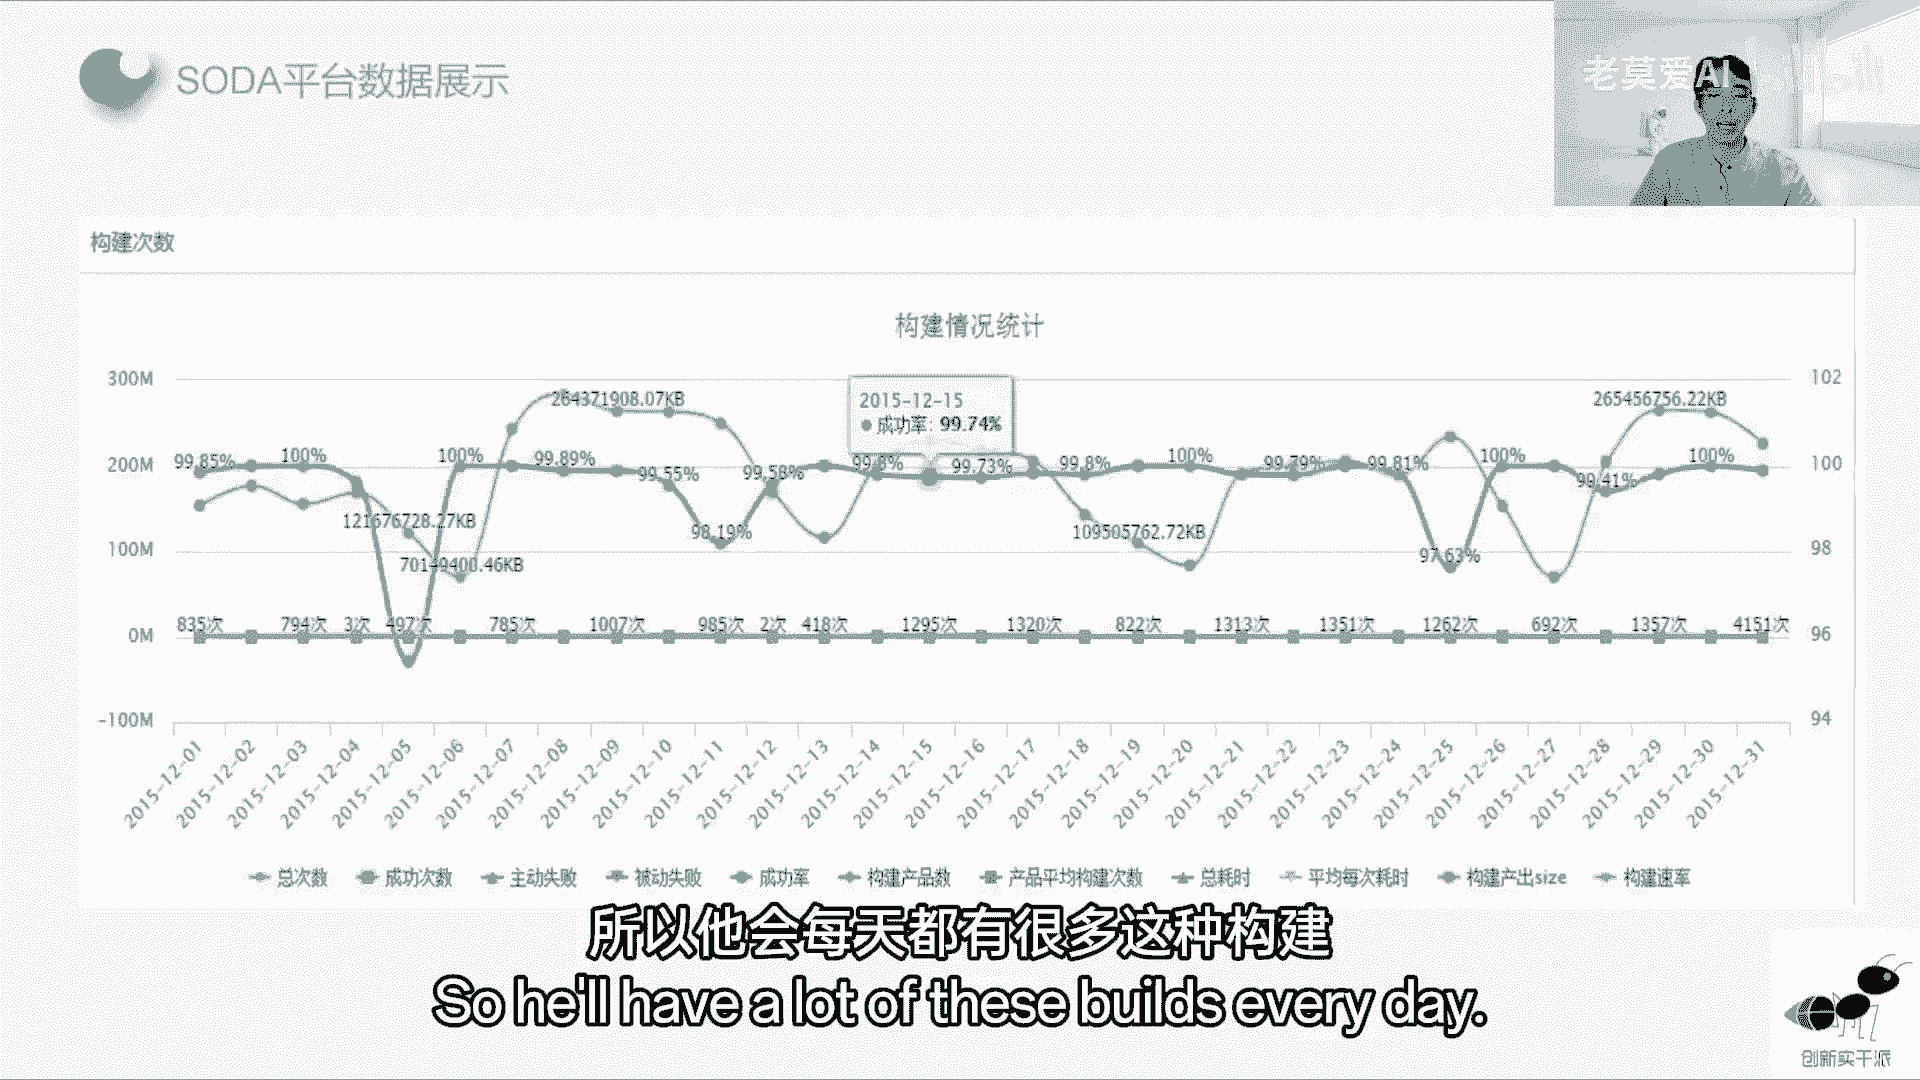 SODA平台数据展示
老莫爱AI bilibili
构建次数
构建情况统计
300M
200M
100M
0M
-100M
102
100
98
96
94
264371908.07KB
265456756.22KB
2015-12-15
成功率: 99.74%
99.85% 100% 100% 99.89% 99.55% 99.58% 99.8% 99.73% 99.8% 100% 99.79% 99.81% 100% 99.41% 100%
121676728.27KB 98.19% 109505762.72KB
70149400.46KB 97.63%
835次 794次 3次 497次 785次 1007次 985次 2次 418次 1295次 1320次 822次 1313次 1351次 1262次 692次 1357次 4151次
2015-12-01 2015-12-02 2015-12-03 2015-12-04 2015-12-05 2015-12-06 2015-12-07 2015-12-08 2015-12-09 2015-12-10 2015-12-11 2015-12-12 2015-12-13 2015-12-14 2015-12-15 2015-12-16 2015-12-17 2015-12-18 2015-12-19 2015-12-20 2015-12-21 2015-12-22 2015-12-23 2015-12-24 2015-12-25 2015-12-26 2015-12-27 2015-12-28 2015-12-29 2015-12-30 2015-12-31
总次数 成功次数 主动失败 被动失败 成功率 构建产品数 产品平均构建次数 总耗时 平均每次耗时 构建产出size 构建速率
所以他会每天都有很多这种构建
So he'll have a lot of these builds every day.
创新实干派